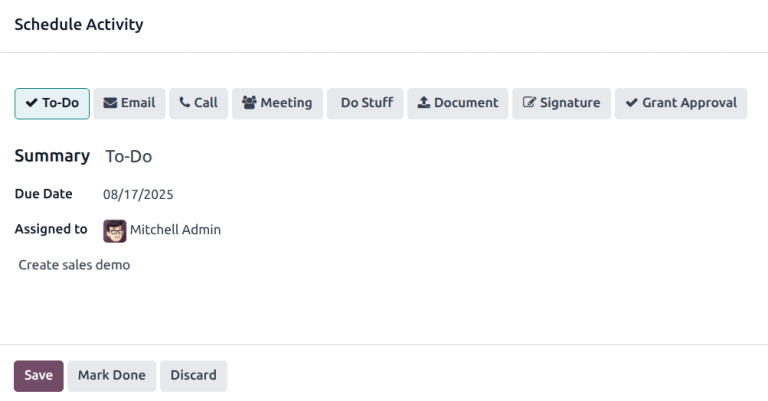 Schedule Activity
To-Do Email Call Meeting Do Stuff Document Signature Grant Approval
Summary To-Do
Due Date 08/17/2025
Assigned to Mitchell Admin
Create sales demo
Save Mark Done Discard